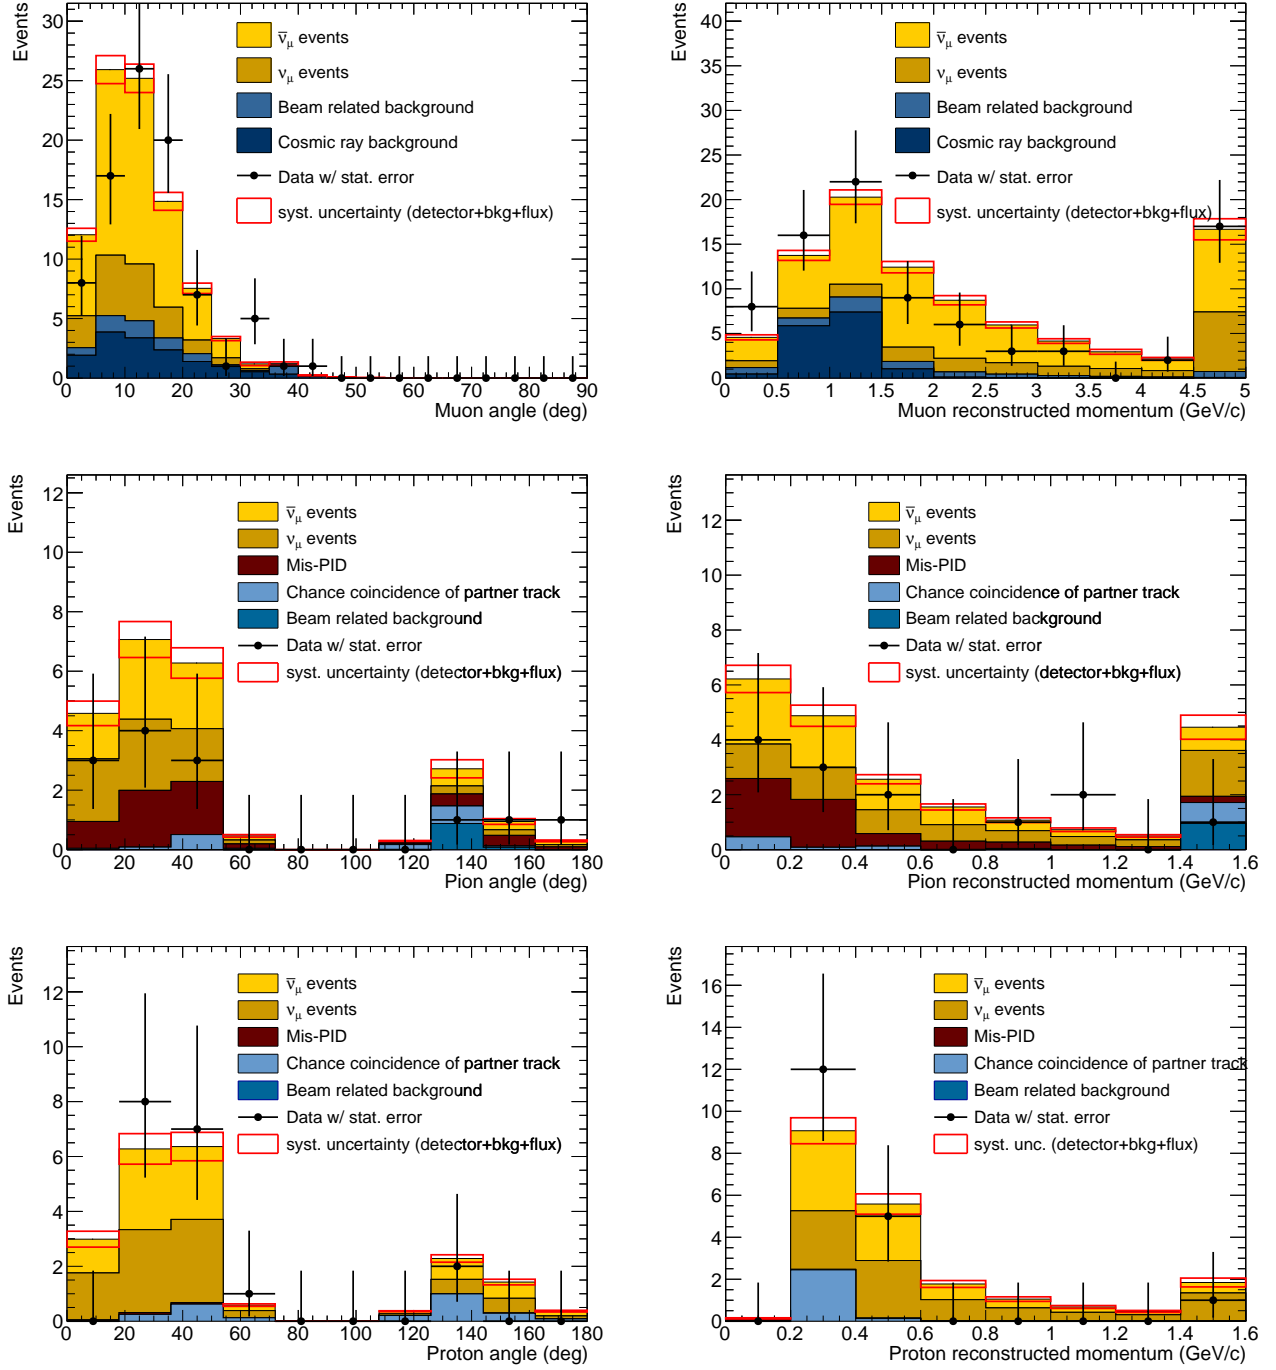 Events
30
25
20
15
10
5
0
ν̄μ events
νμ events
Beam related background
Cosmic ray background
Data w/ stat. error
syst. uncertainty (detector+bkg+flux)
0 10 20 30 40 50 60 70 80 90
Muon angle (deg)
Events
40
35
30
25
20
15
10
5
0
ν̄μ events
νμ events
Beam related background
Cosmic ray background
Data w/ stat. error
syst. uncertainty (detector+bkg+flux)
0 0.5 1 1.5 2 2.5 3 3.5 4 4.5 5
Muon reconstructed momentum (GeV/c)
Events
12
10
8
6
4
2
0
ν̄μ events
νμ events
Mis-PID
Chance coincidence of partner track
Beam related background
Data w/ stat. error
syst. uncertainty (detector+bkg+flux)
0 20 40 60 80 100 120 140 160 180
Pion angle (deg)
Events
12
10
8
6
4
2
0
ν̄μ events
νμ events
Mis-PID
Chance coincidence of partner track
Beam related background
Data w/ stat. error
syst. uncertainty (detector+bkg+flux)
0 0.2 0.4 0.6 0.8 1 1.2 1.4 1.6
Pion reconstructed momentum (GeV/c)
Events
12
10
8
6
4
2
0
ν̄μ events
νμ events
Mis-PID
Chance coincidence of partner track
Beam related background
Data w/ stat. error
syst. uncertainty (detector+bkg+flux)
0 20 40 60 80 100 120 140 160 180
Proton angle (deg)
Events
16
14
12
10
8
6
4
2
0
ν̄μ events
νμ events
Mis-PID
Chance coincidence of partner track
Beam related background
Data w/ stat. error
syst. unc. (detector+bkg+flux)
0 0.2 0.4 0.6 0.8 1 1.2 1.4 1.6
Proton reconstructed momentum (GeV/c)